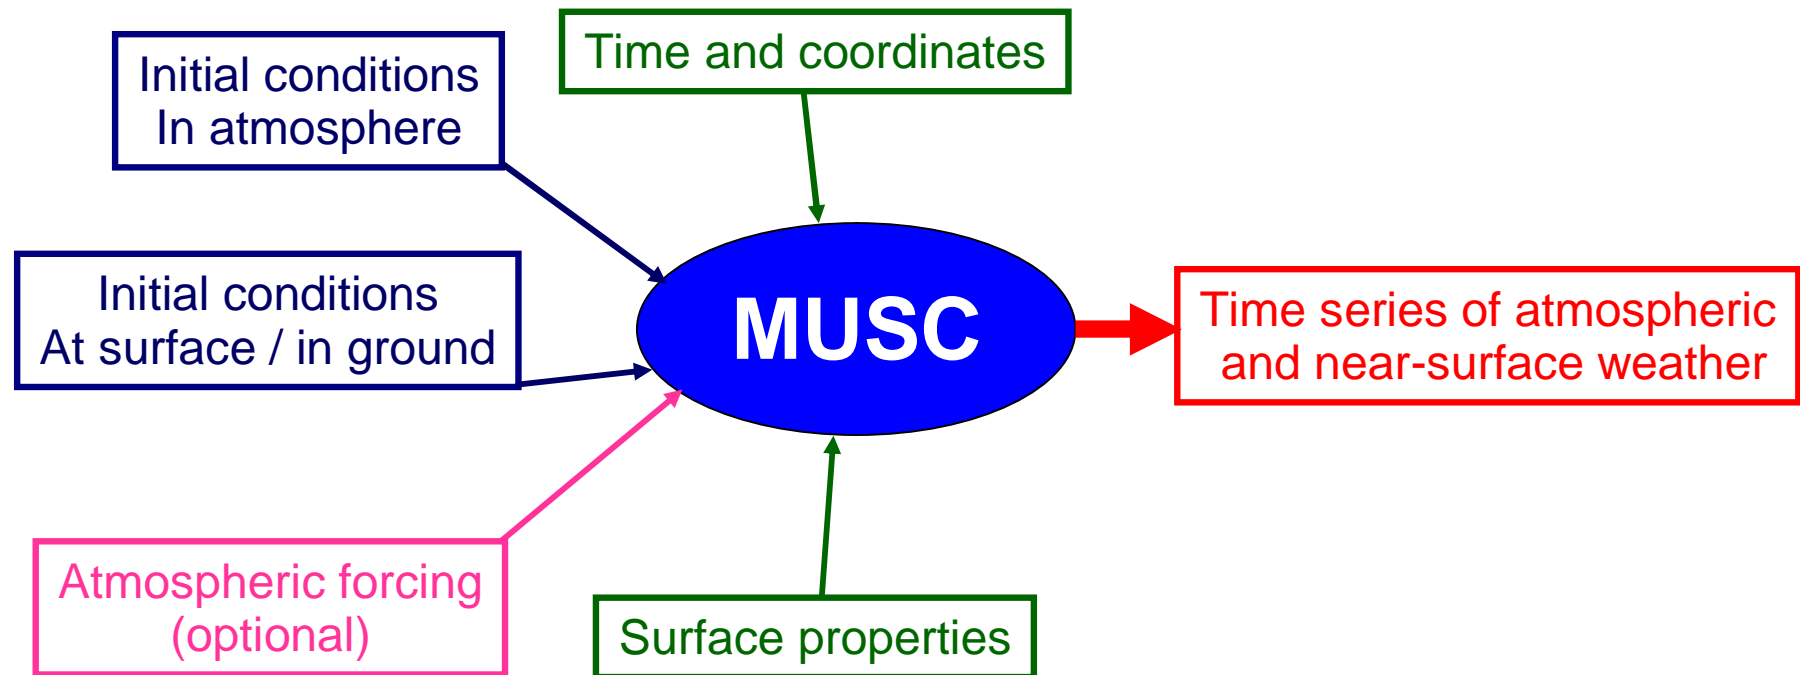 Time and coordinates
Initial conditions
In atmosphere
Initial conditions
At surface / in ground
MUSC
Time series of atmospheric
and near-surface weather
Atmospheric forcing
(optional)
Surface properties